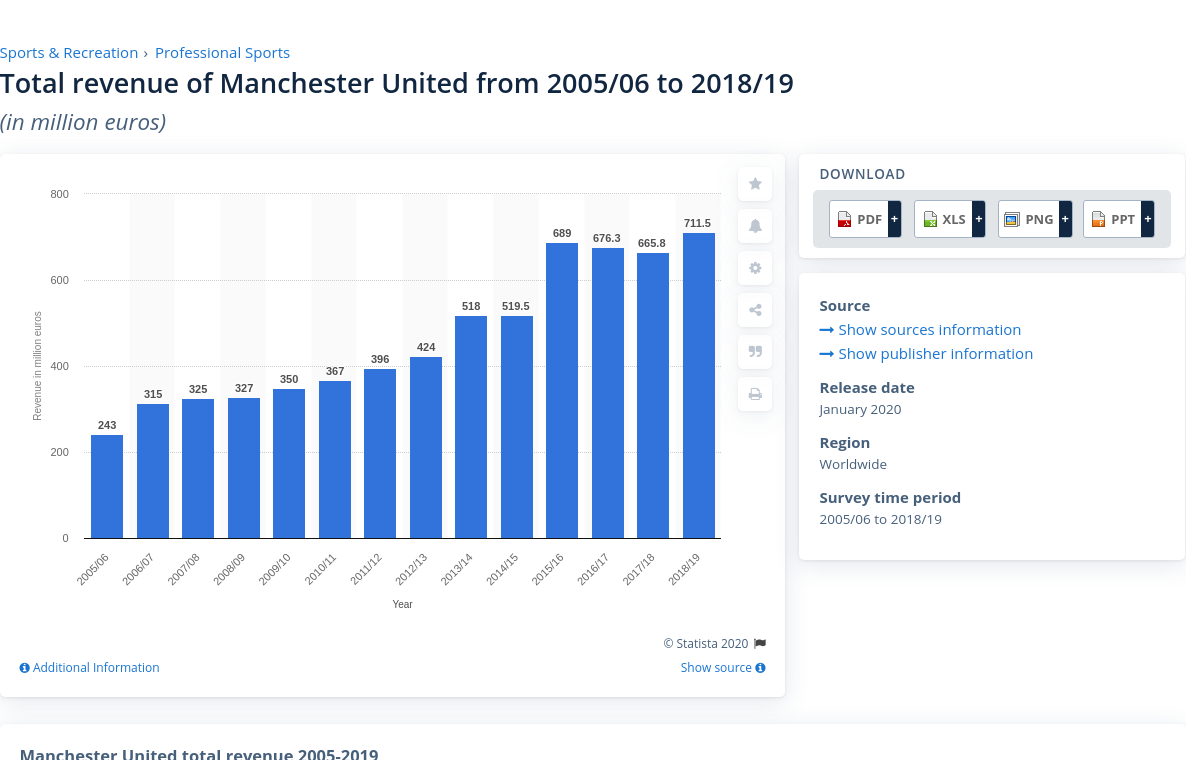 Sports & Recreation › Professional Sports
Total revenue of Manchester United from 2005/06 to 2018/19
(in million euros)
800
600
400
200
0
Revenue in million euros
243
315
325
327
350
367
396
424
518
519.5
689
676.3
665.8
711.5
2005/06
2006/07
2007/08
2008/09
2009/10
2010/11
2011/12
2012/13
2013/14
2014/15
2015/16
2016/17
2017/18
2018/19
Year
© Statista 2020
Additional Information
Show source
DOWNLOAD
PDF + XLS + PNG + PPT +
Source
Show sources information
Show publisher information
Release date
January 2020
Region
Worldwide
Survey time period
2005/06 to 2018/19
Manchester United total revenue 2005-2019